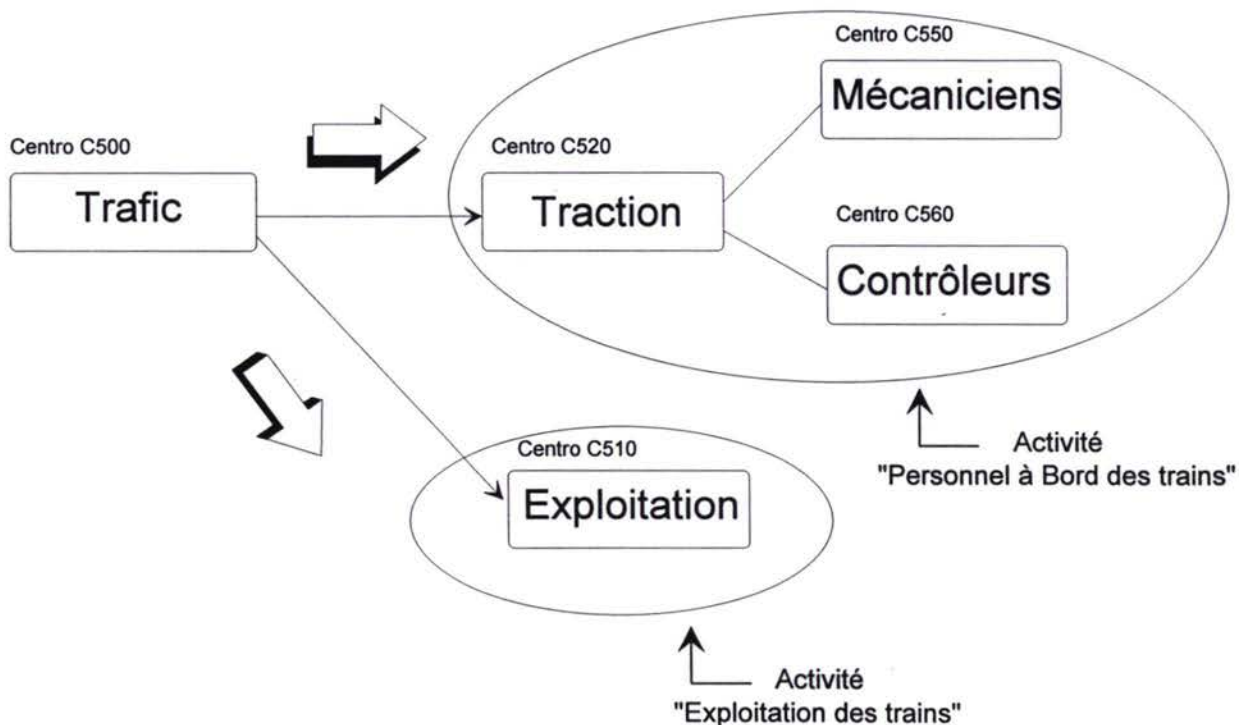 Centro C550
Mécaniciens
Centro C500
Trafic
Centro C520
Traction
Centro C560
Contrôleurs
Centro C510
Exploitation
Activité
"Personnel à Bord des trains"
Activité
"Exploitation des trains"